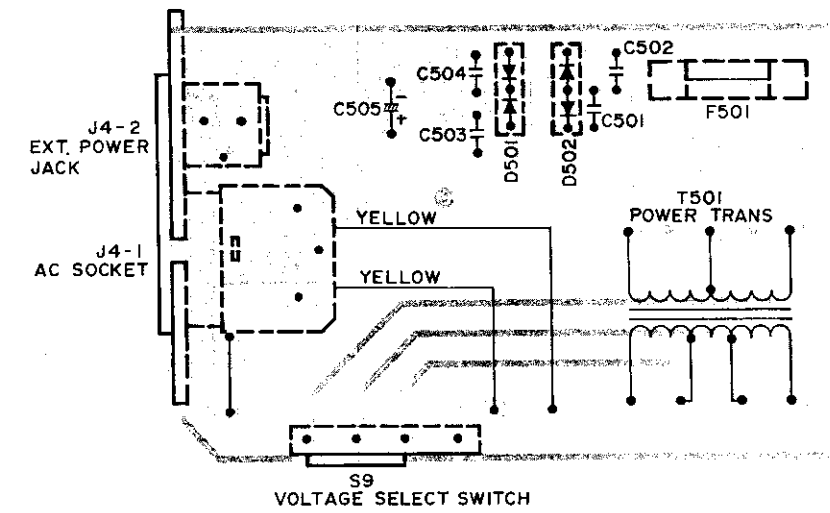 C502
C504
C505
C503
C501
F501
D501
D502
J4-2
EXT. POWER
JACK
T501
POWER TRANS
YELLOW
J4-1
AC SOCKET
YELLOW
S9
VOLTAGE SELECT SWITCH